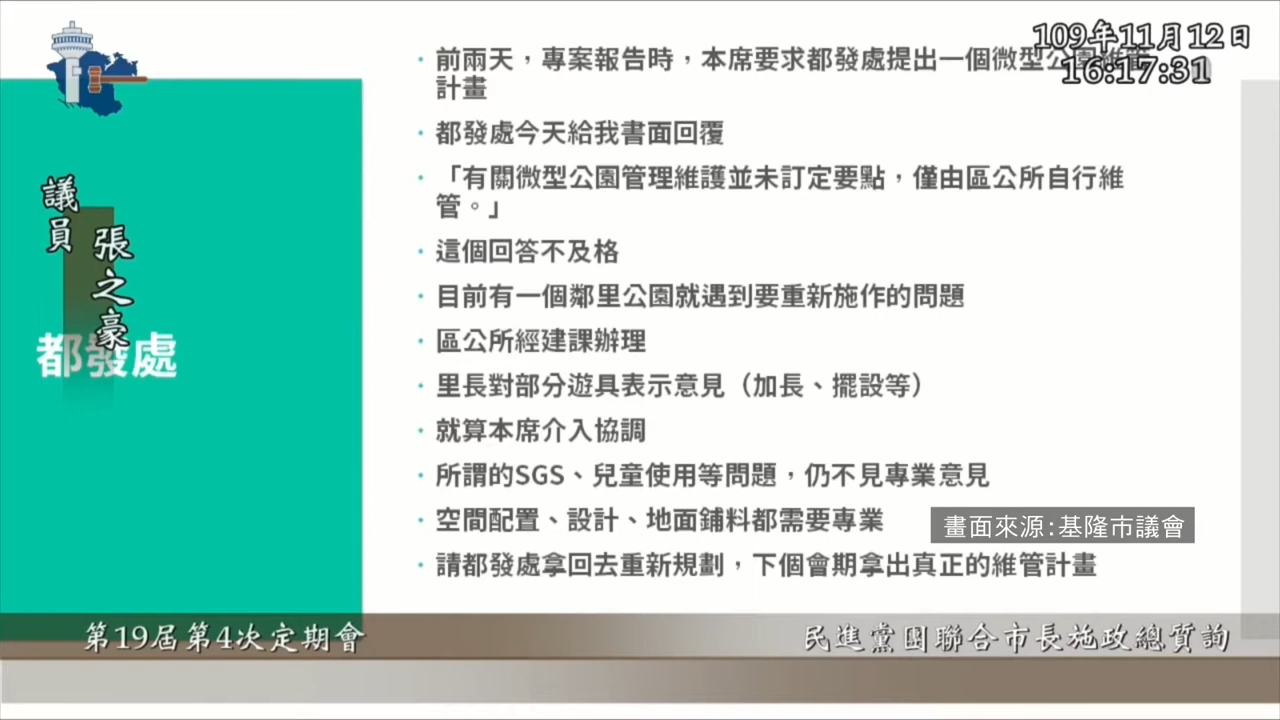 109年11月12日
16:17:31
議員
張之豪
都發處
・前兩天，專案報告時，本席要求都發處提出一個微型公園維管
計畫
・都發處今天給我書面回覆
・「有關微型公園管理維護並未訂定要點，僅由區公所自行維
管。」
・這個回答不及格
・目前有一個鄰里公園就遇到要重新施作的問題
・區公所經建課辦理
・里長對部分遊具表示意見（加長、擺設等）
・就算本席介入協調
・所謂的SGS、兒童使用等問題，仍不見專業意見
・空間配置、設計、地面鋪料都需要專業
・請都發處拿回去重新規劃，下個會期拿出真正的維管計畫
畫面來源:基隆市議會
第19屆第4次定期會
民進黨團聯合市長施政總質詢